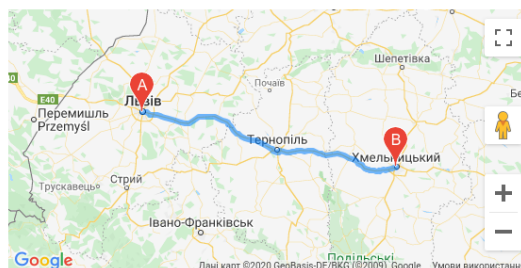 Шепетівка
Почаїв
E40
E40
Львів
Перемишль
Przemyśl
A
B
Тернопіль
Хмельницький
Трускавець
Стрий
Івано-Франківськ
Подільські
Google
Дані карт ©2020 GeoBasis-DE/BKG (©2009), Google
Умови використання